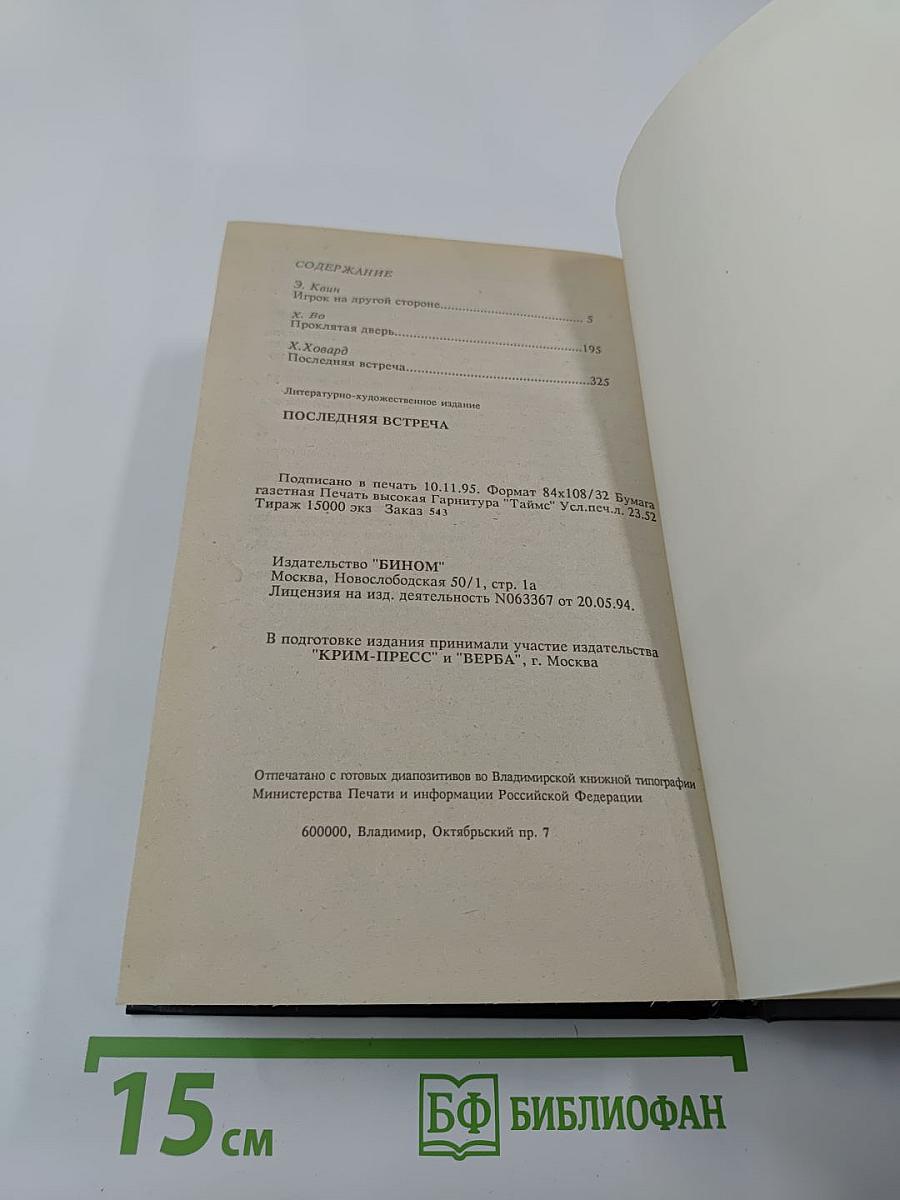 СОДЕРЖАНИЕ
Э. Квин
Игрок на другой стороне.......................................... 5
Х. Во
Проклятая дверь.......................................................195
Х.Ховард
Последняя встреча......................................................325
Литературно-художественное издание
ПОСЛЕДНЯЯ ВСТРЕЧА
Подписано в печать 10.11.95. Формат 84х108/32 Бумага
газетная Печать высокая Гарнитура "Таймс" Усл.печ.л. 23.52
Тираж 15000 экз Заказ 543
Издательство "БИНОМ"
Москва, Новослободская 50/1, стр. 1а
Лицензия на изд. деятельность N063367 от 20.05.94.
В подготовке издания принимали участие издательства
"КРИМ-ПРЕСС" и "ВЕРБА", г. Москва
Отпечатано с готовых диапозитивов во Владимирской книжной типографии
Министерства Печати и информации Российской Федерации
600000, Владимир, Октябрьский пр. 7
15 см
БФ БИБЛИОФАН